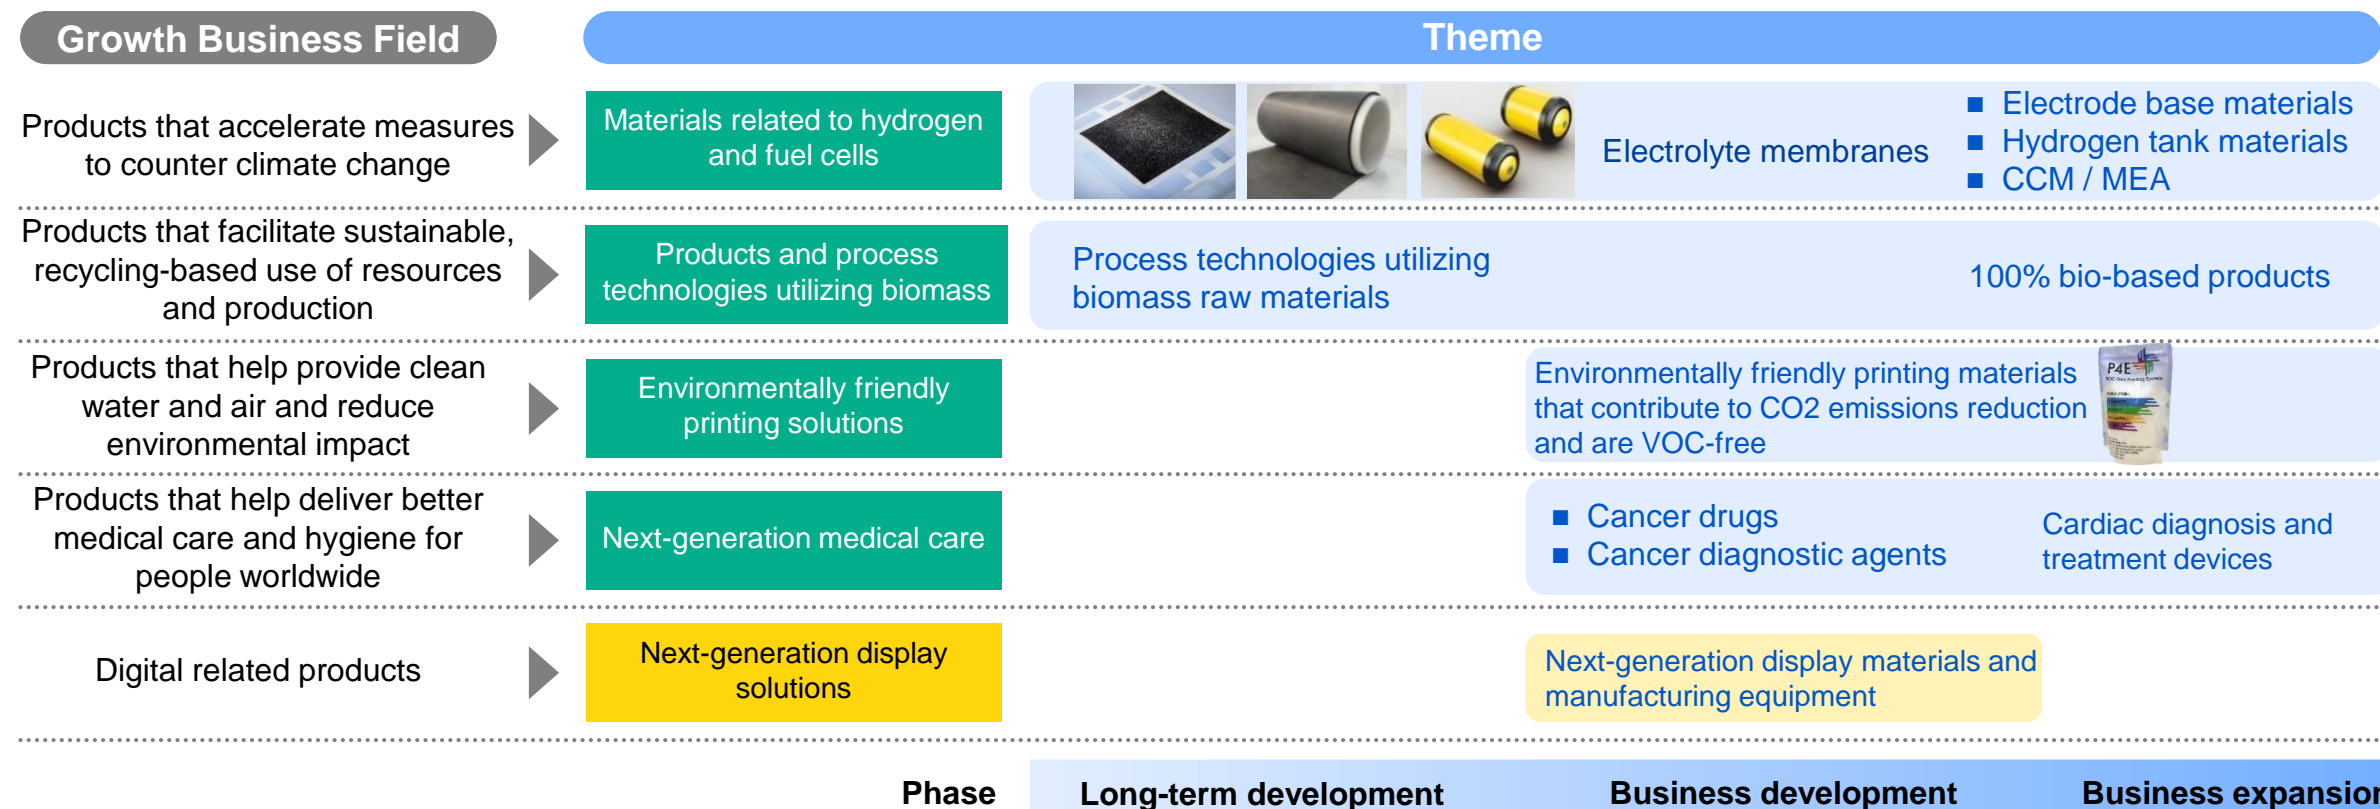 Growth Business Field
Theme
Products that accelerate measures
to counter climate change
Materials related to hydrogen
and fuel cells
Electrolyte membranes
■ Electrode base materials
■ Hydrogen tank materials
■ CCM / MEA
Products that facilitate sustainable,
recycling-based use of resources
and production
Products and process
technologies utilizing biomass
Process technologies utilizing
biomass raw materials
100% bio-based products
Products that help provide clean
water and air and reduce
environmental impact
Environmentally friendly
printing solutions
Environmentally friendly printing materials
that contribute to CO2 emissions reduction
and are VOC-free
P4E
Products that help deliver better
medical care and hygiene for
people worldwide
Next-generation medical care
■ Cancer drugs
■ Cancer diagnostic agents
Cardiac diagnosis and
treatment devices
Digital related products
Next-generation display
solutions
Next-generation display materials and
manufacturing equipment
Phase
Long-term development
Business development
Business expansion